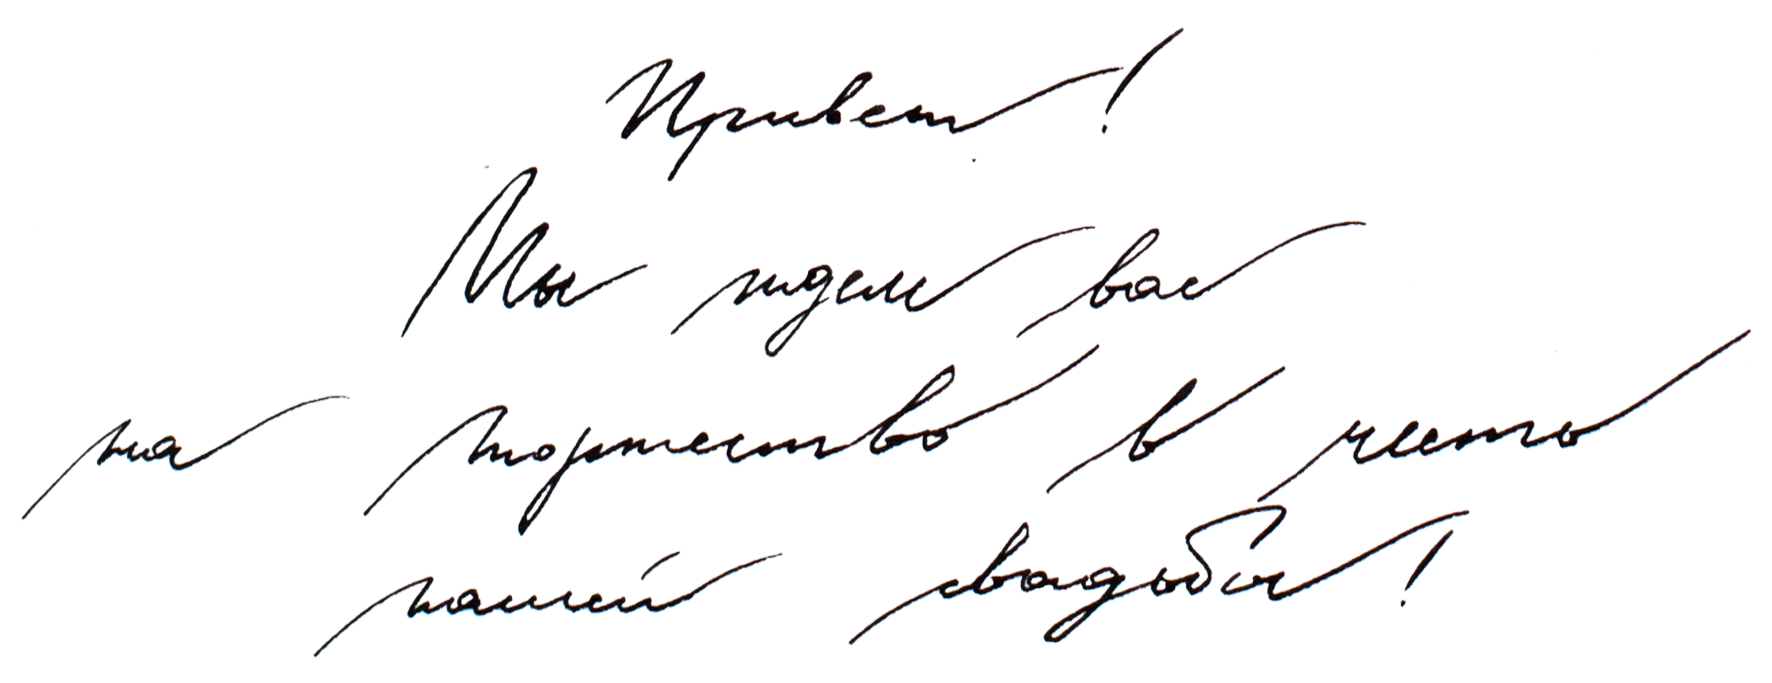 Привет!
Мы ждем вас
на торжество в честь
нашей свадьбы!